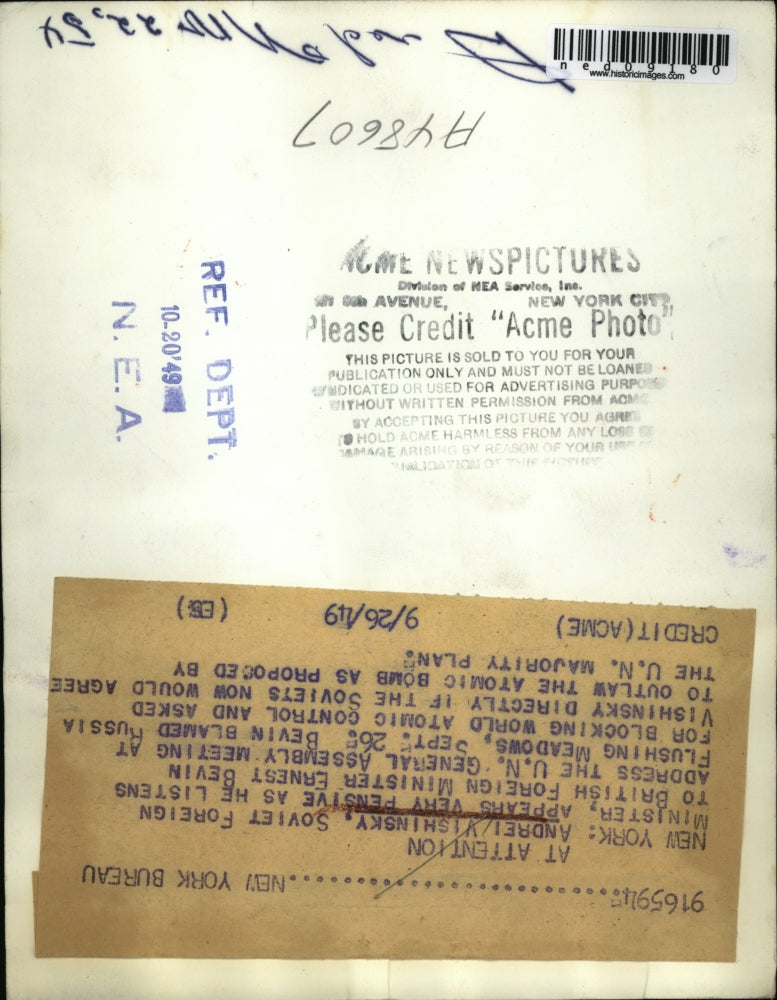 ned09180
www.historicimages.com
NOV 22, 54
A48607
ACME NEWSPICTURES
Division of NEA Service, Inc.
AVENUE, NEW YORK CITY
Please Credit "Acme Photo"
THIS PICTURE IS SOLD TO YOU FOR YOUR
PUBLICATION ONLY AND MUST NOT BE LOANED
SYNDICATED OR USED FOR ADVERTISING PURPOSES
WITHOUT WRITTEN PERMISSION FROM ACME
BY ACCEPTING THIS PICTURE YOU AGREE
TO HOLD ACME HARMLESS FROM ANY LOSS OR
DAMAGE ARISING BY REASON OF YOUR USE OF
REF. DEPT.
10-20'49
N.E.A.
916594 ...NEW YORK BUREAU
AT ATTENTION
NEW YORK: ANDREI VISHINSKY, SOVIET FOREIGN
MINISTER, APPEARS VERY PENSIVE AS HE LISTENS
TO BRITISH FOREIGN MINISTER ERNEST BEVIN
ADDRESS THE U.N. GENERAL ASSEMBLY MEETING AT
FLUSHING MEADOWS, SEPT. 26. BEVIN BLAMED RUSSIA
FOR BLOCKING WORLD ATOMIC CONTROL AND ASKED
VISHINSKY DIRECTLY IF THE SOVIETS NOW WOULD AGREE
TO OUTLAW THE ATOMIC BOMB AS PROPOSED BY
THE U.N. MAJORITY PLAN.
CREDIT (ACME) 9/26/49 (EG)